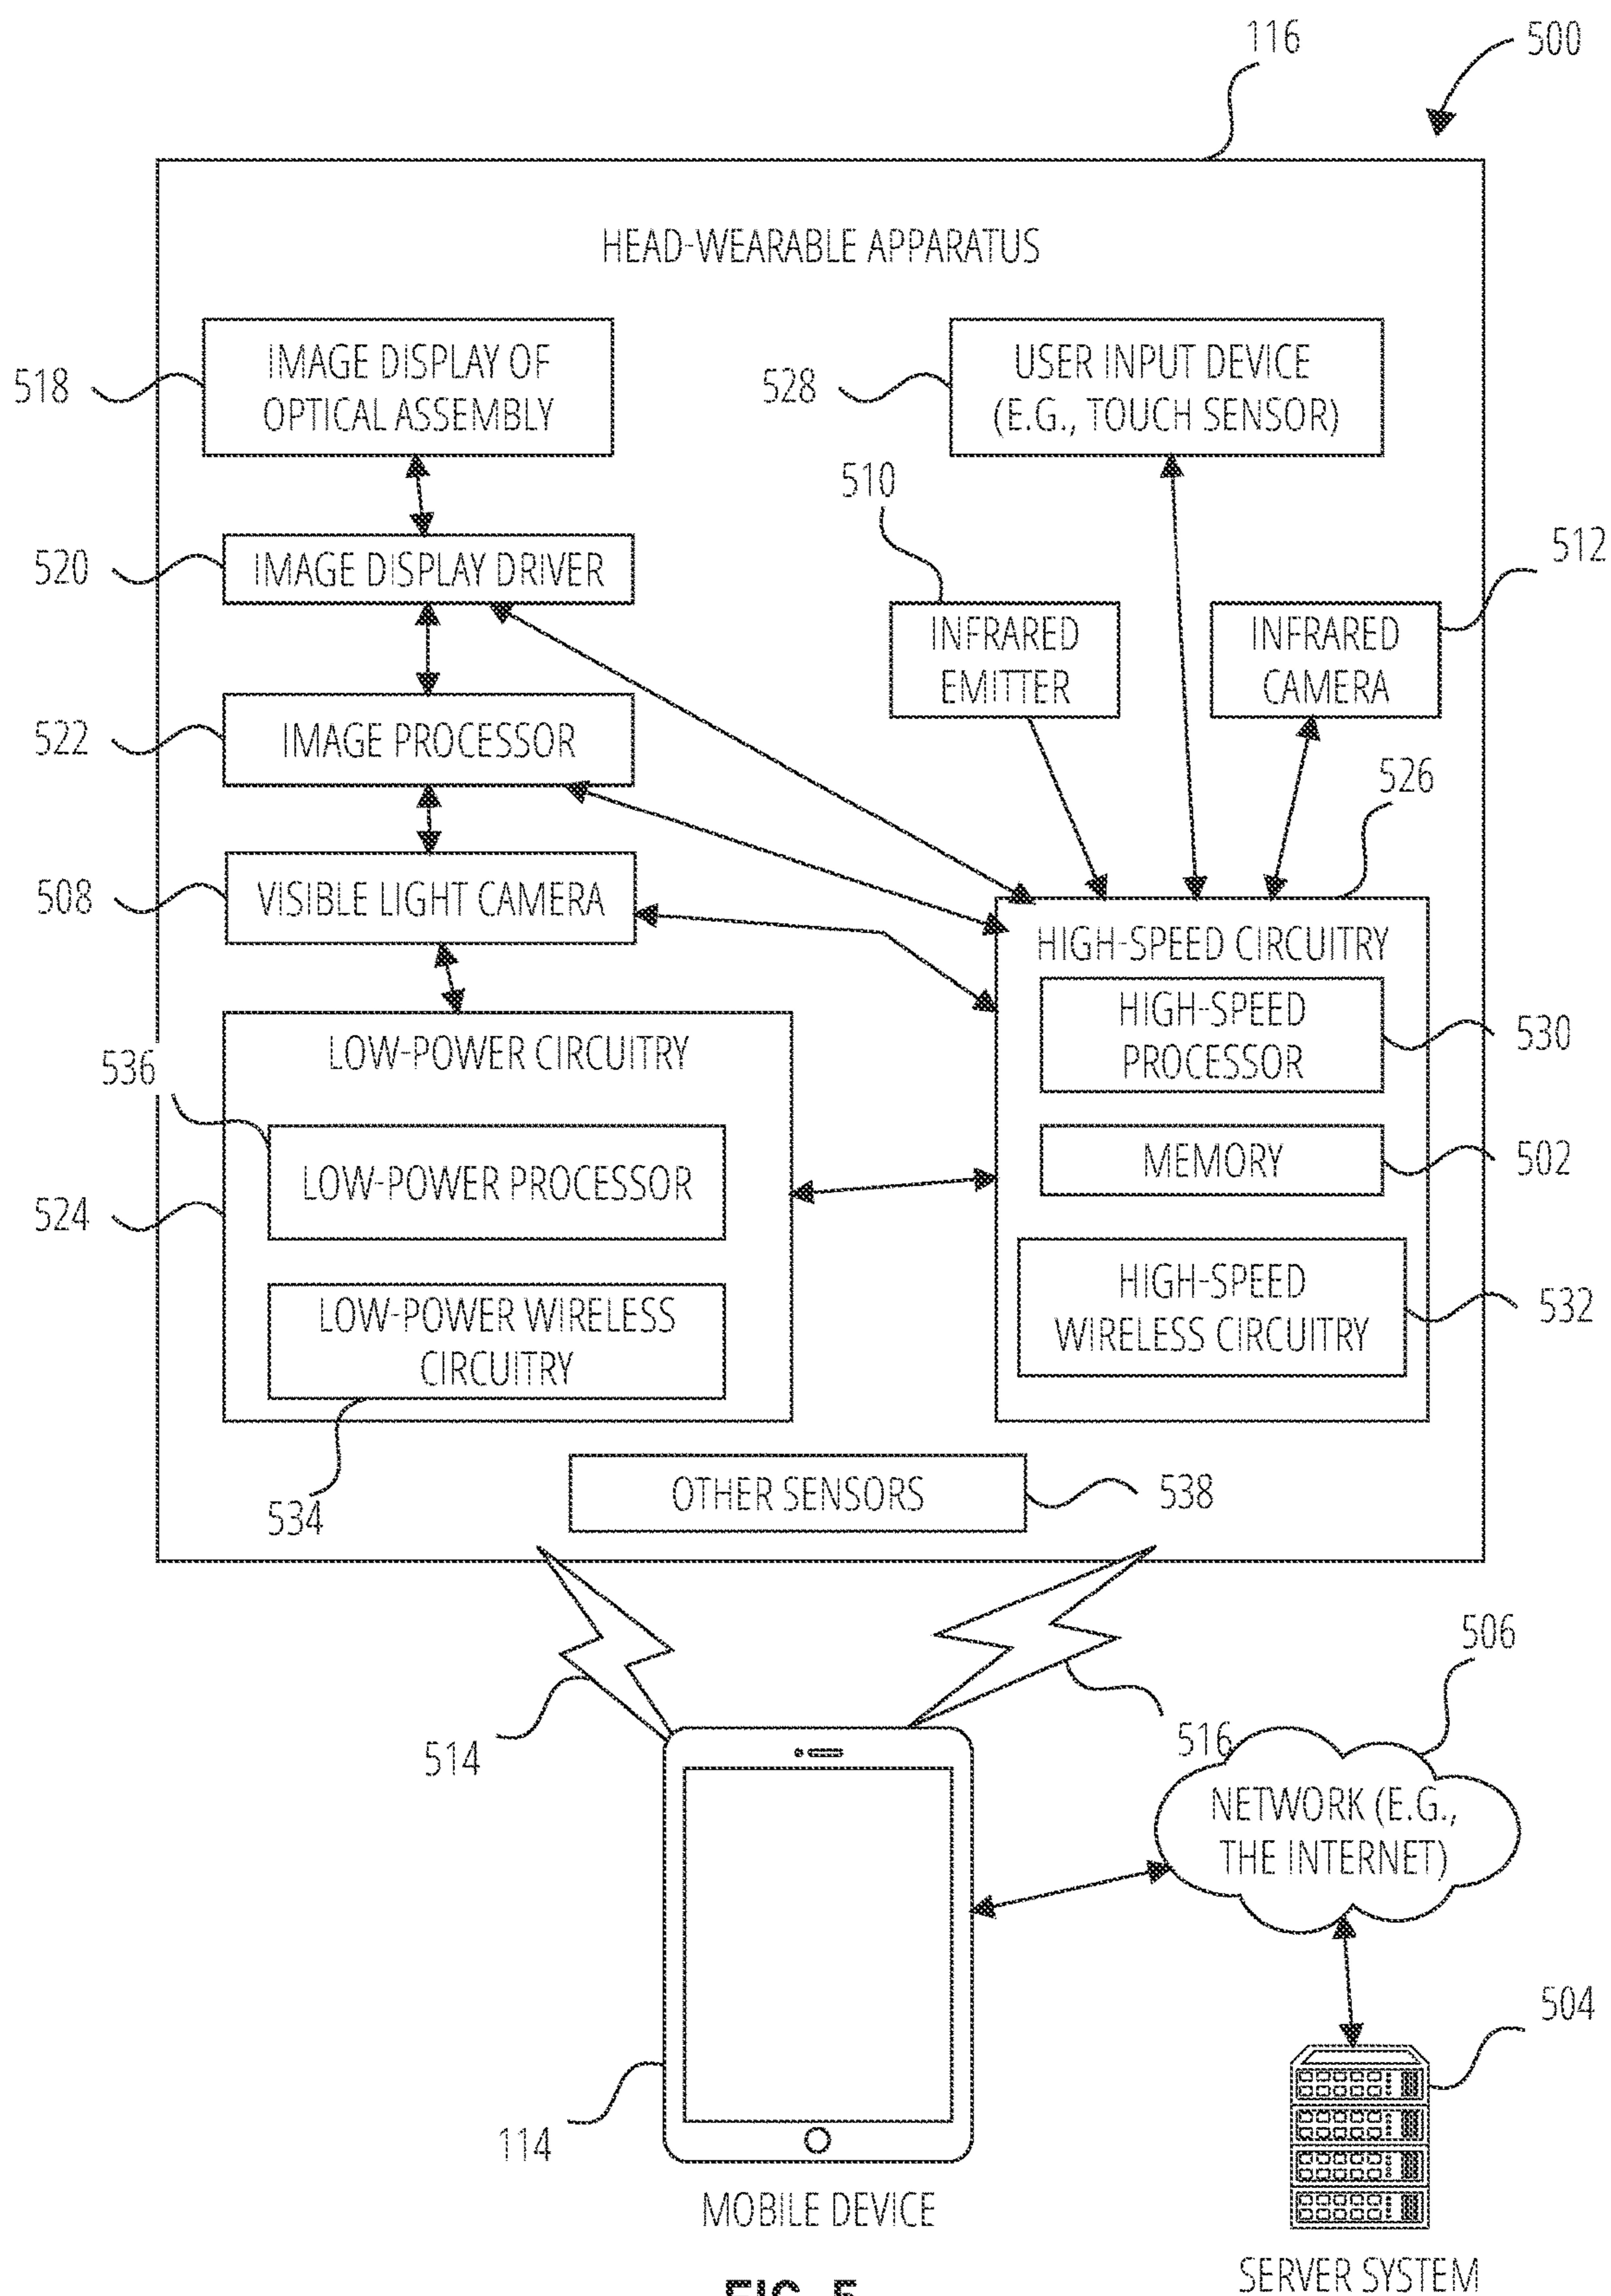 116
500
HEAD-WEARABLE APPARATUS
518
IMAGE DISPLAY OF
OPTICAL ASSEMBLY
528
USER INPUT DEVICE
(E.G., TOUCH SENSOR)
510
512
520
IMAGE DISPLAY DRIVER
INFRARED
EMITTER
INFRARED
CAMERA
522
IMAGE PROCESSOR
526
508
VISIBLE LIGHT CAMERA
HIGH-SPEED CIRCUITRY
HIGH-SPEED
PROCESSOR
530
536
LOW-POWER CIRCUITRY
LOW-POWER PROCESSOR
MEMORY
502
524
LOW-POWER WIRELESS
CIRCUITRY
HIGH-SPEED
WIRELESS CIRCUITRY
532
534
OTHER SENSORS
538
506
514
516
NETWORK (E.G.,
THE INTERNET)
504
114
MOBILE DEVICE
SERVER SYSTEM
FIG. 5